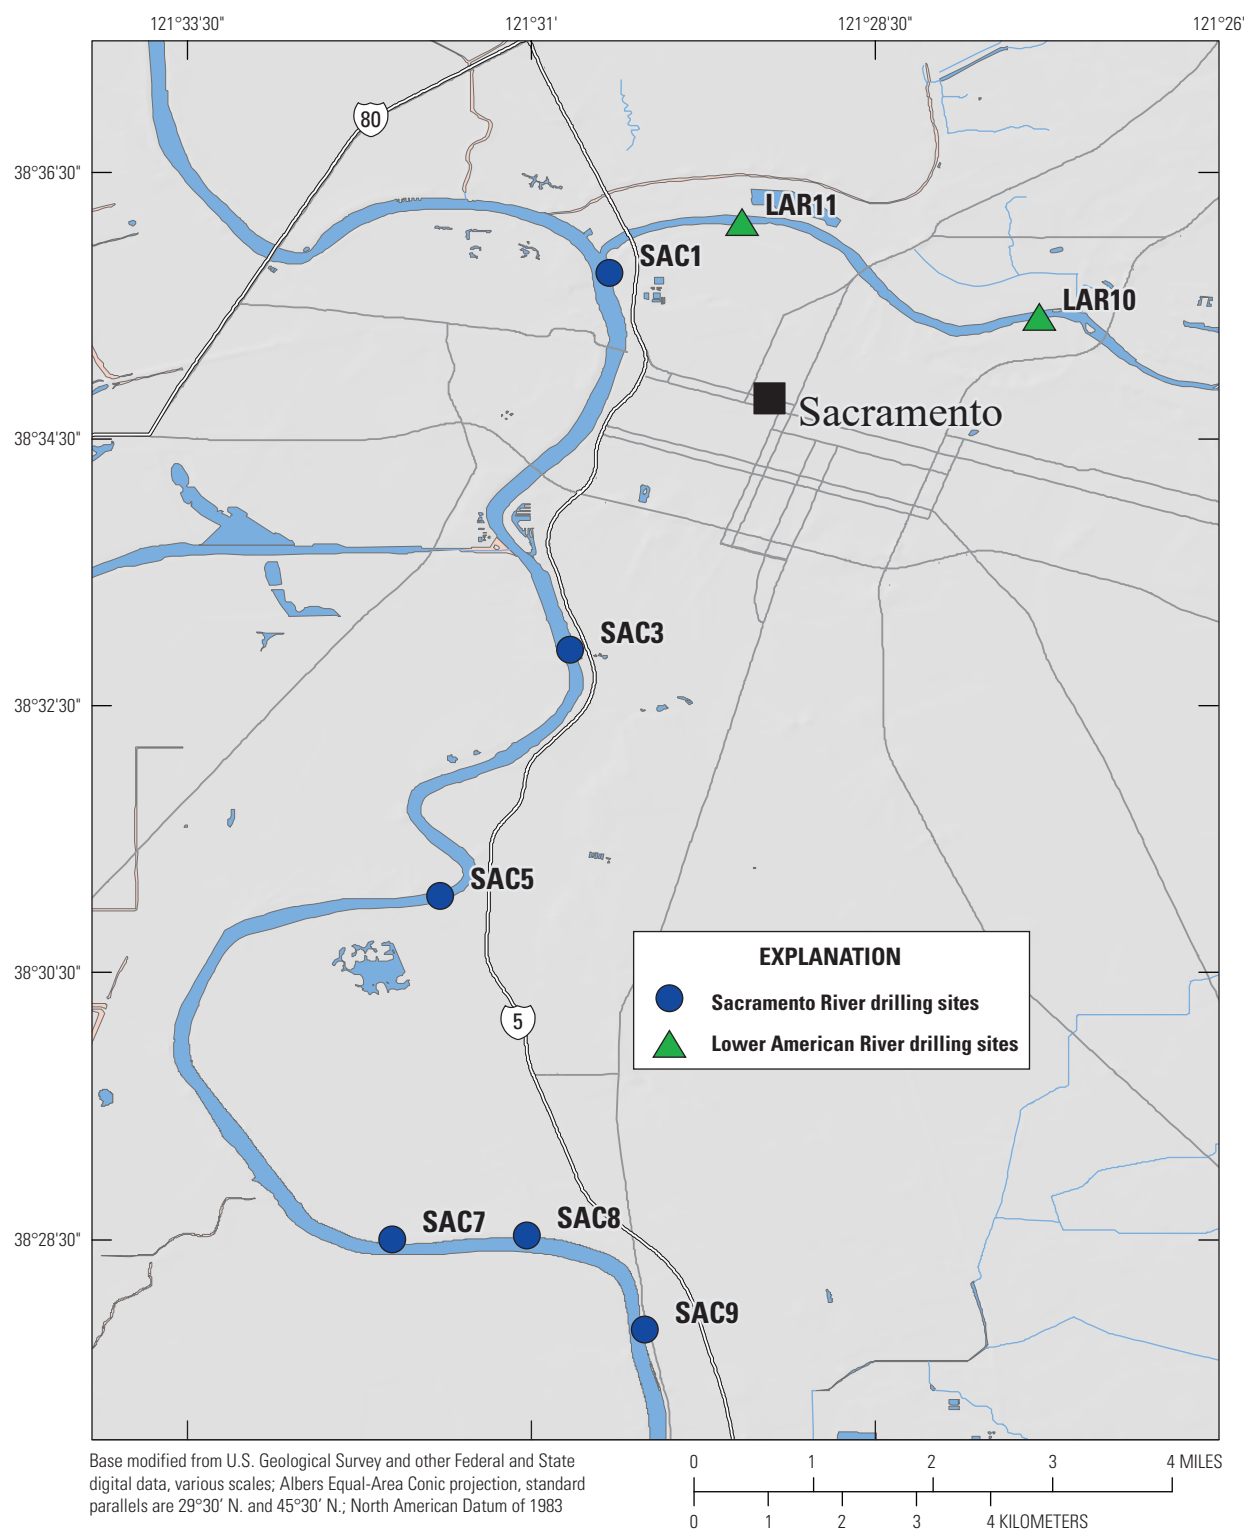 121°33'30"
121°31'
121°28'30"
121°26'
80
38°36'30"
LAR11
SAC1
LAR10
Sacramento
38°34'30"
SAC3
38°32'30"
SAC5
EXPLANATION
38°30'30"
Sacramento River drilling sites
5
Lower American River drilling sites
SAC7
SAC8
38°28'30"
SAC9
Base modified from U.S. Geological Survey and other Federal and State
digital data, various scales; Albers Equal-Area Conic projection, standard
parallels are 29°30' N. and 45°30' N.; North American Datum of 1983
0 1 2 3 4 MILES
0 1 2 3 4 KILOMETERS